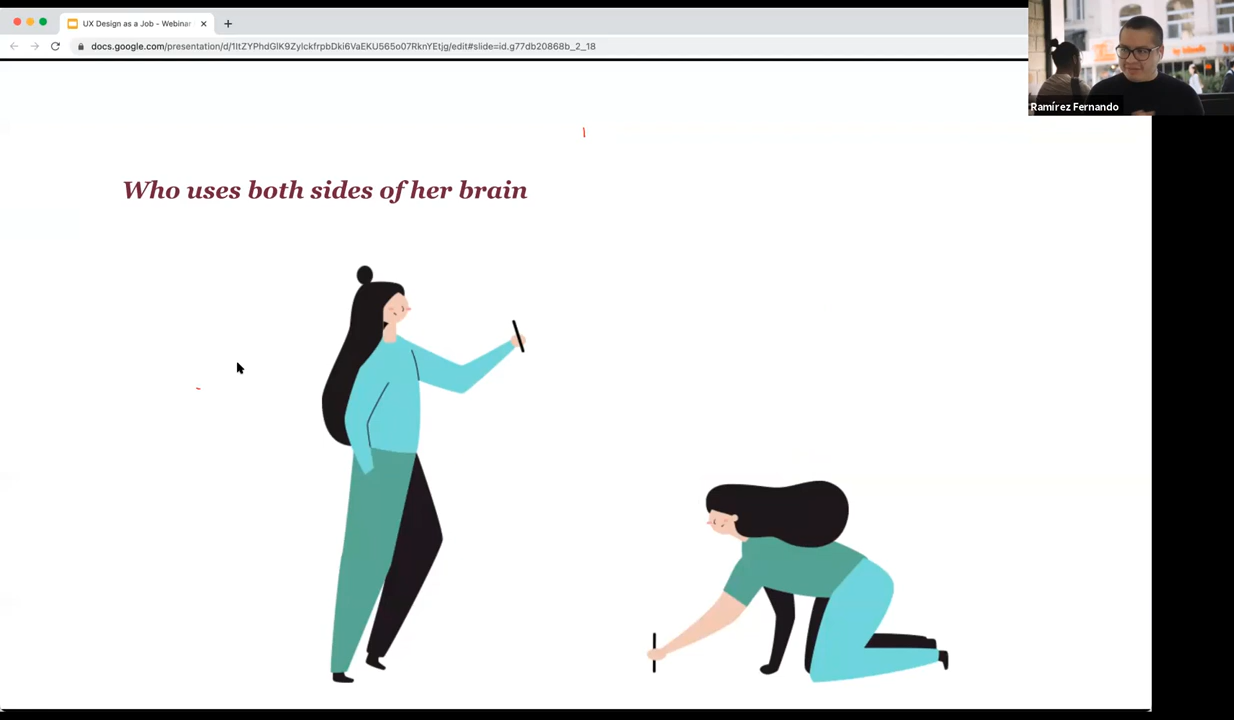 UX Design as a Job - Webinar
docs.google.com/presentation/d/1ItZYPhdGlK9ZylckfrpbDki6VaEKU565o07RknYEtjg/edit#slide=id.g77db20868b_2_18
Ramírez Fernando
Who uses both sides of her brain